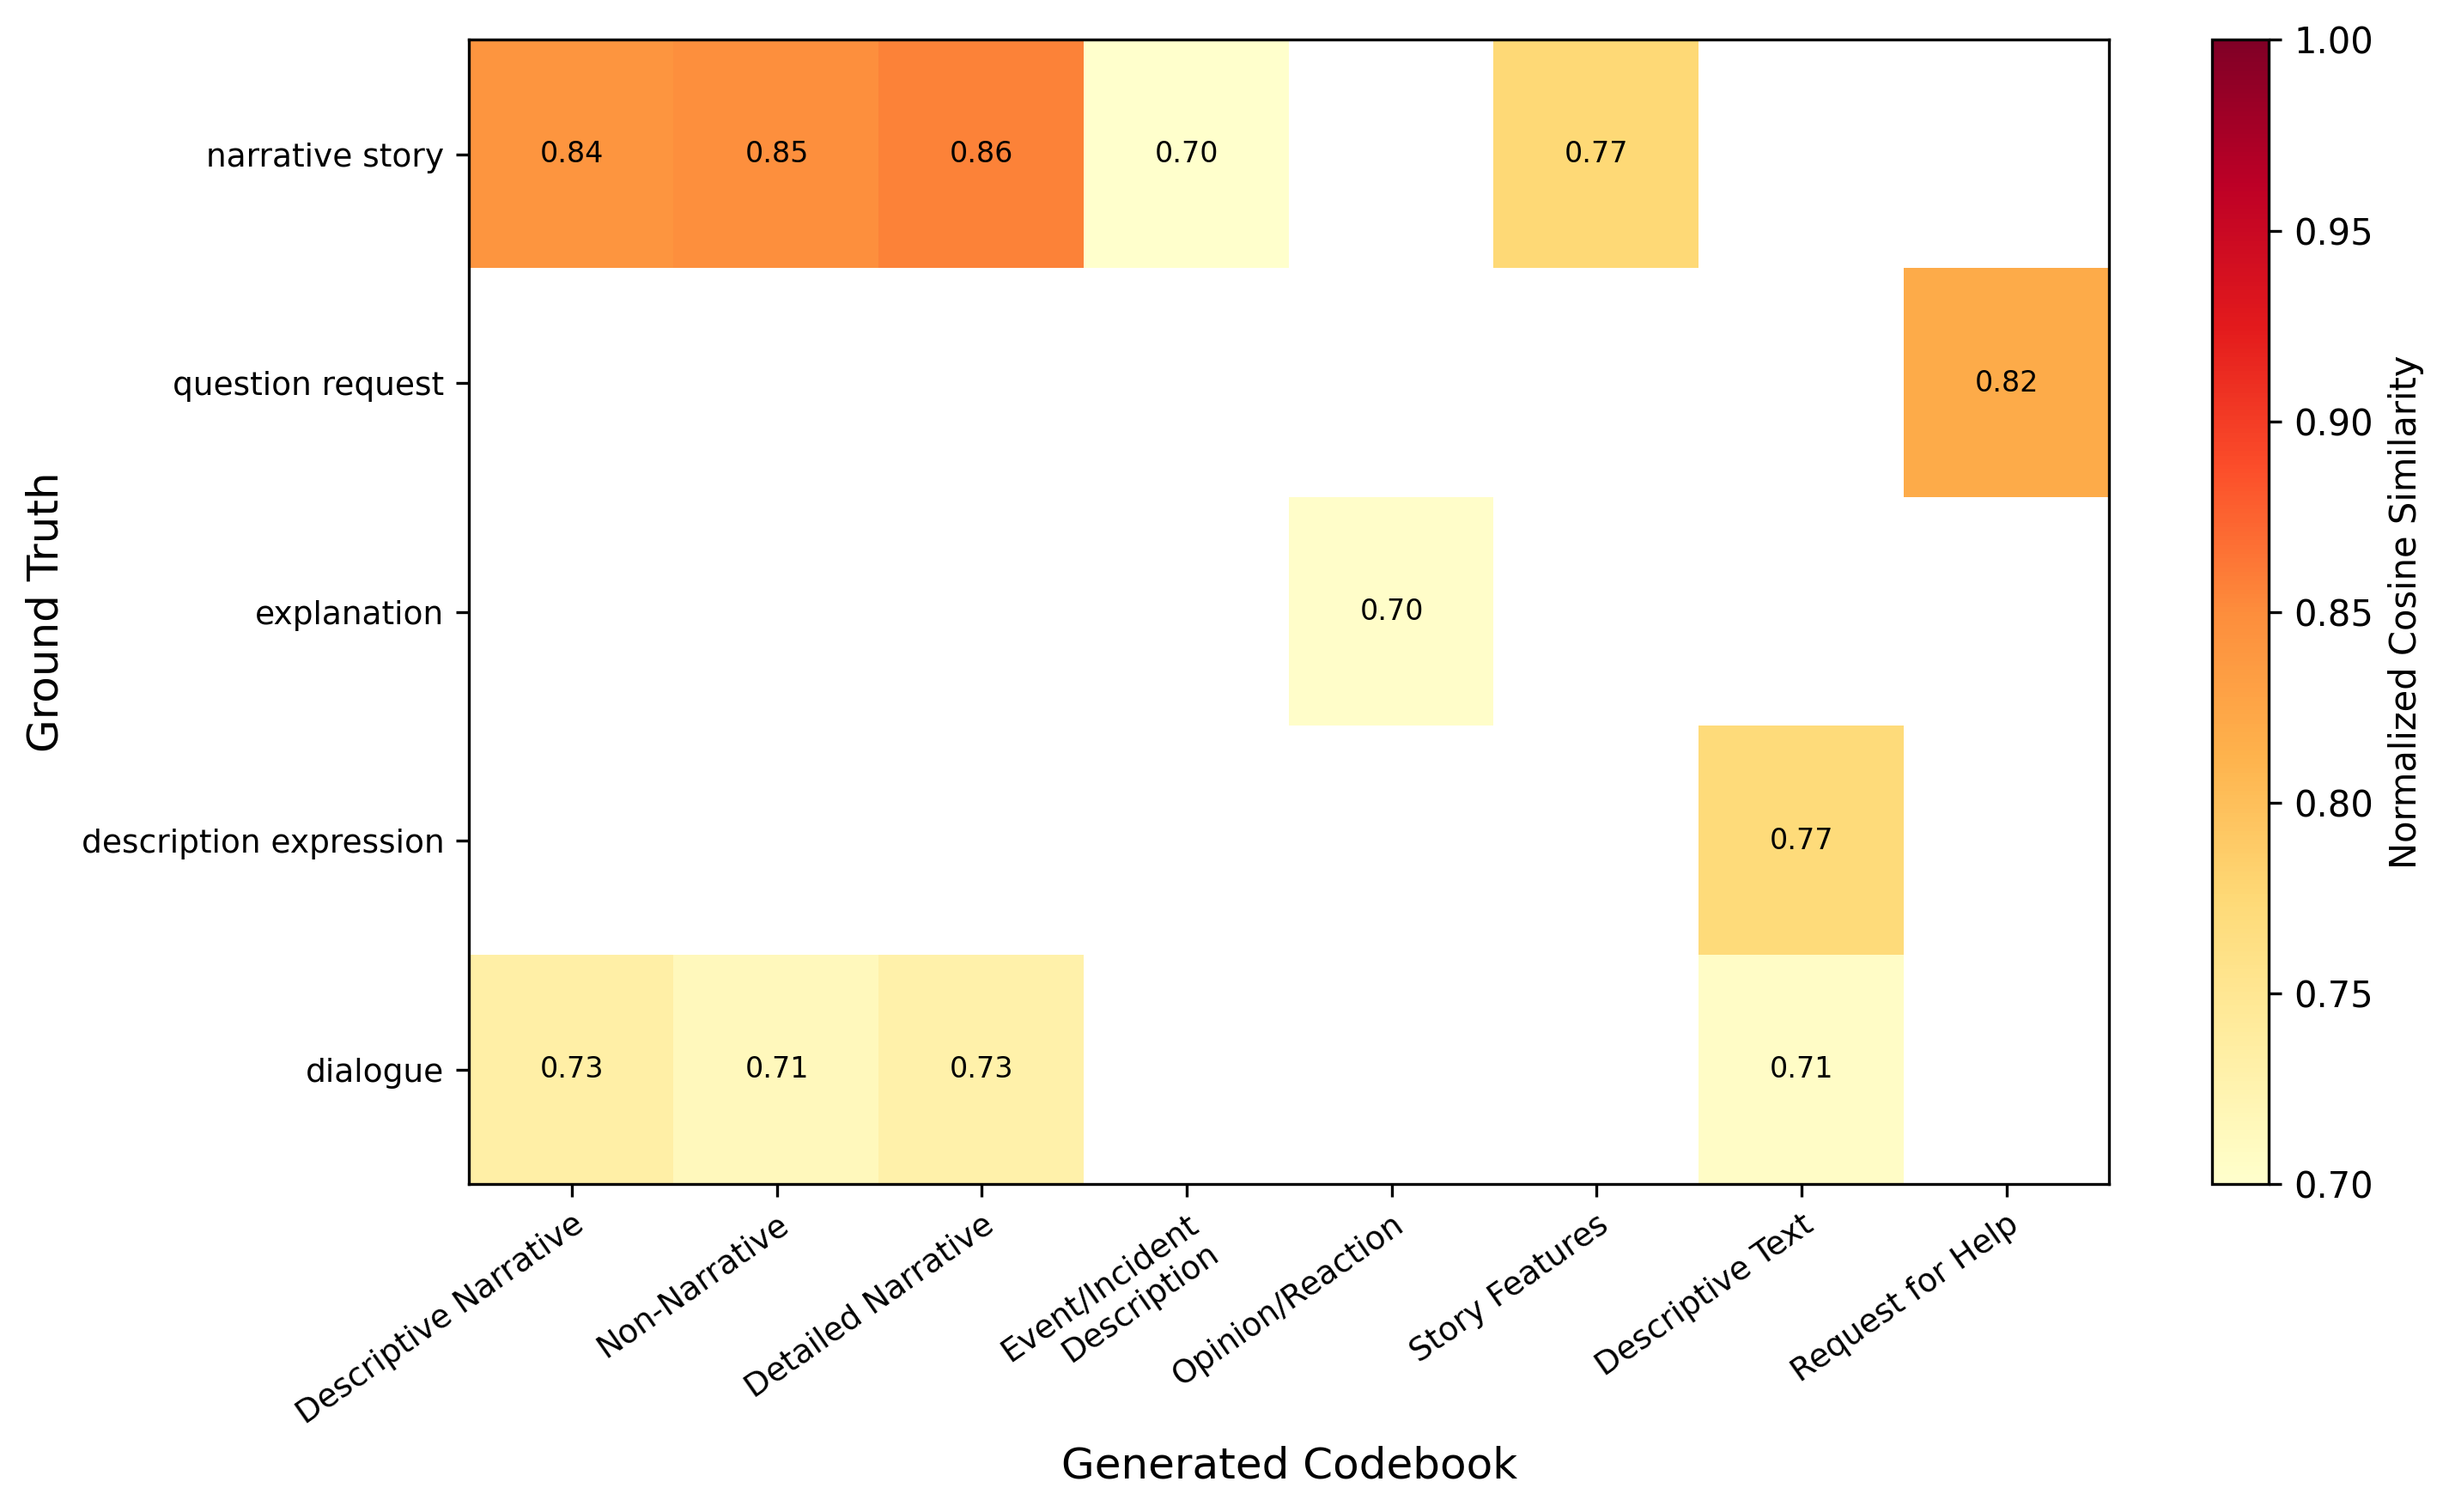 Ground Truth
narrative story
question request
explanation
description expression
dialogue
0.84 0.85 0.86 0.70 0.77
0.82
0.70
0.77
0.73 0.71 0.73 0.71
Descriptive Narrative
Non-Narrative
Detailed Narrative
Event/Incident
Description
Opinion/Reaction
Story Features
Descriptive Text
Request for Help
Generated Codebook
1.00
0.95
0.90
0.85
0.80
0.75
0.70
Normalized Cosine Similarity